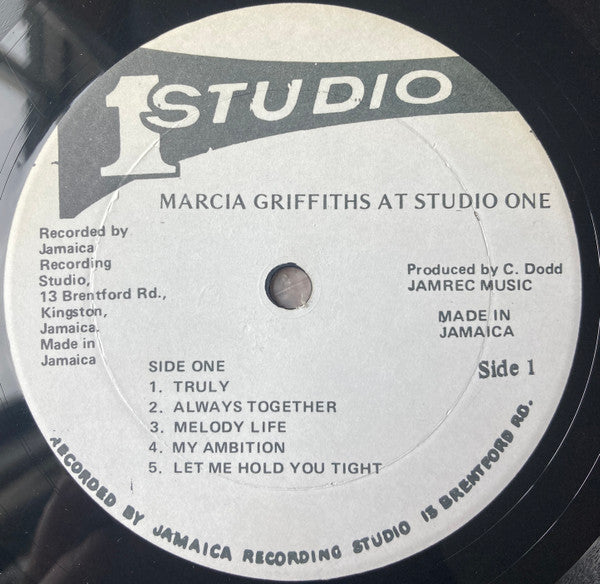 1 STUDIO
MARCIA GRIFFITHS AT STUDIO ONE
Recorded by
Jamaica
Recording
Studio,
13 Brentford Rd.,
Kingston,
Jamaica.
Made in
Jamaica
Produced by C. Dodd
JAMREC MUSIC
MADE IN
JAMAICA
SIDE ONE
Side 1
1. TRULY
2. ALWAYS TOGETHER
3. MELODY LIFE
4. MY AMBITION
5. LET ME HOLD YOU TIGHT
RECORDED BY JAMAICA RECORDING STUDIO 13 BRENTFORD RD.